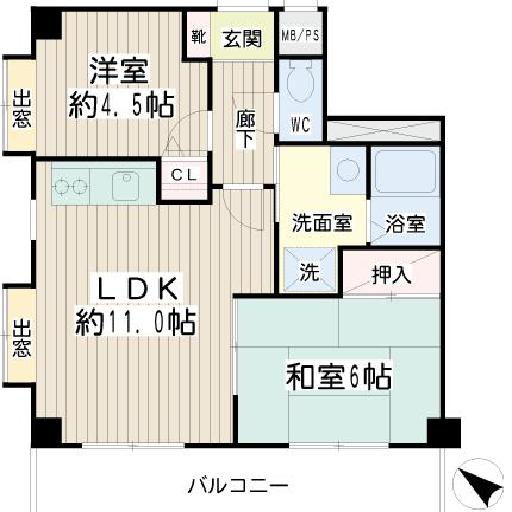 靴
玄関
MB/PS
洋室
約4.5帖
出窓
廊下
WC
CL
洗面室
浴室
洗
押入
LDK
約11.0帖
出窓
和室6帖
バルコニー